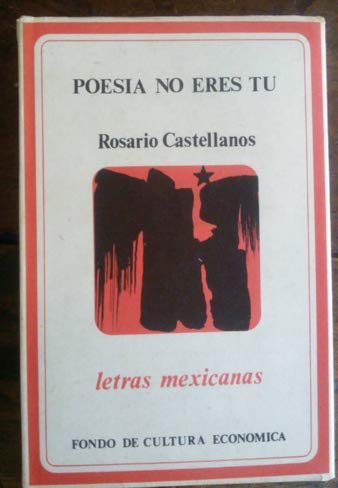 POESIA NO ERES TU
Rosario Castellanos
letras mexicanas
FONDO DE CULTURA ECONOMICA